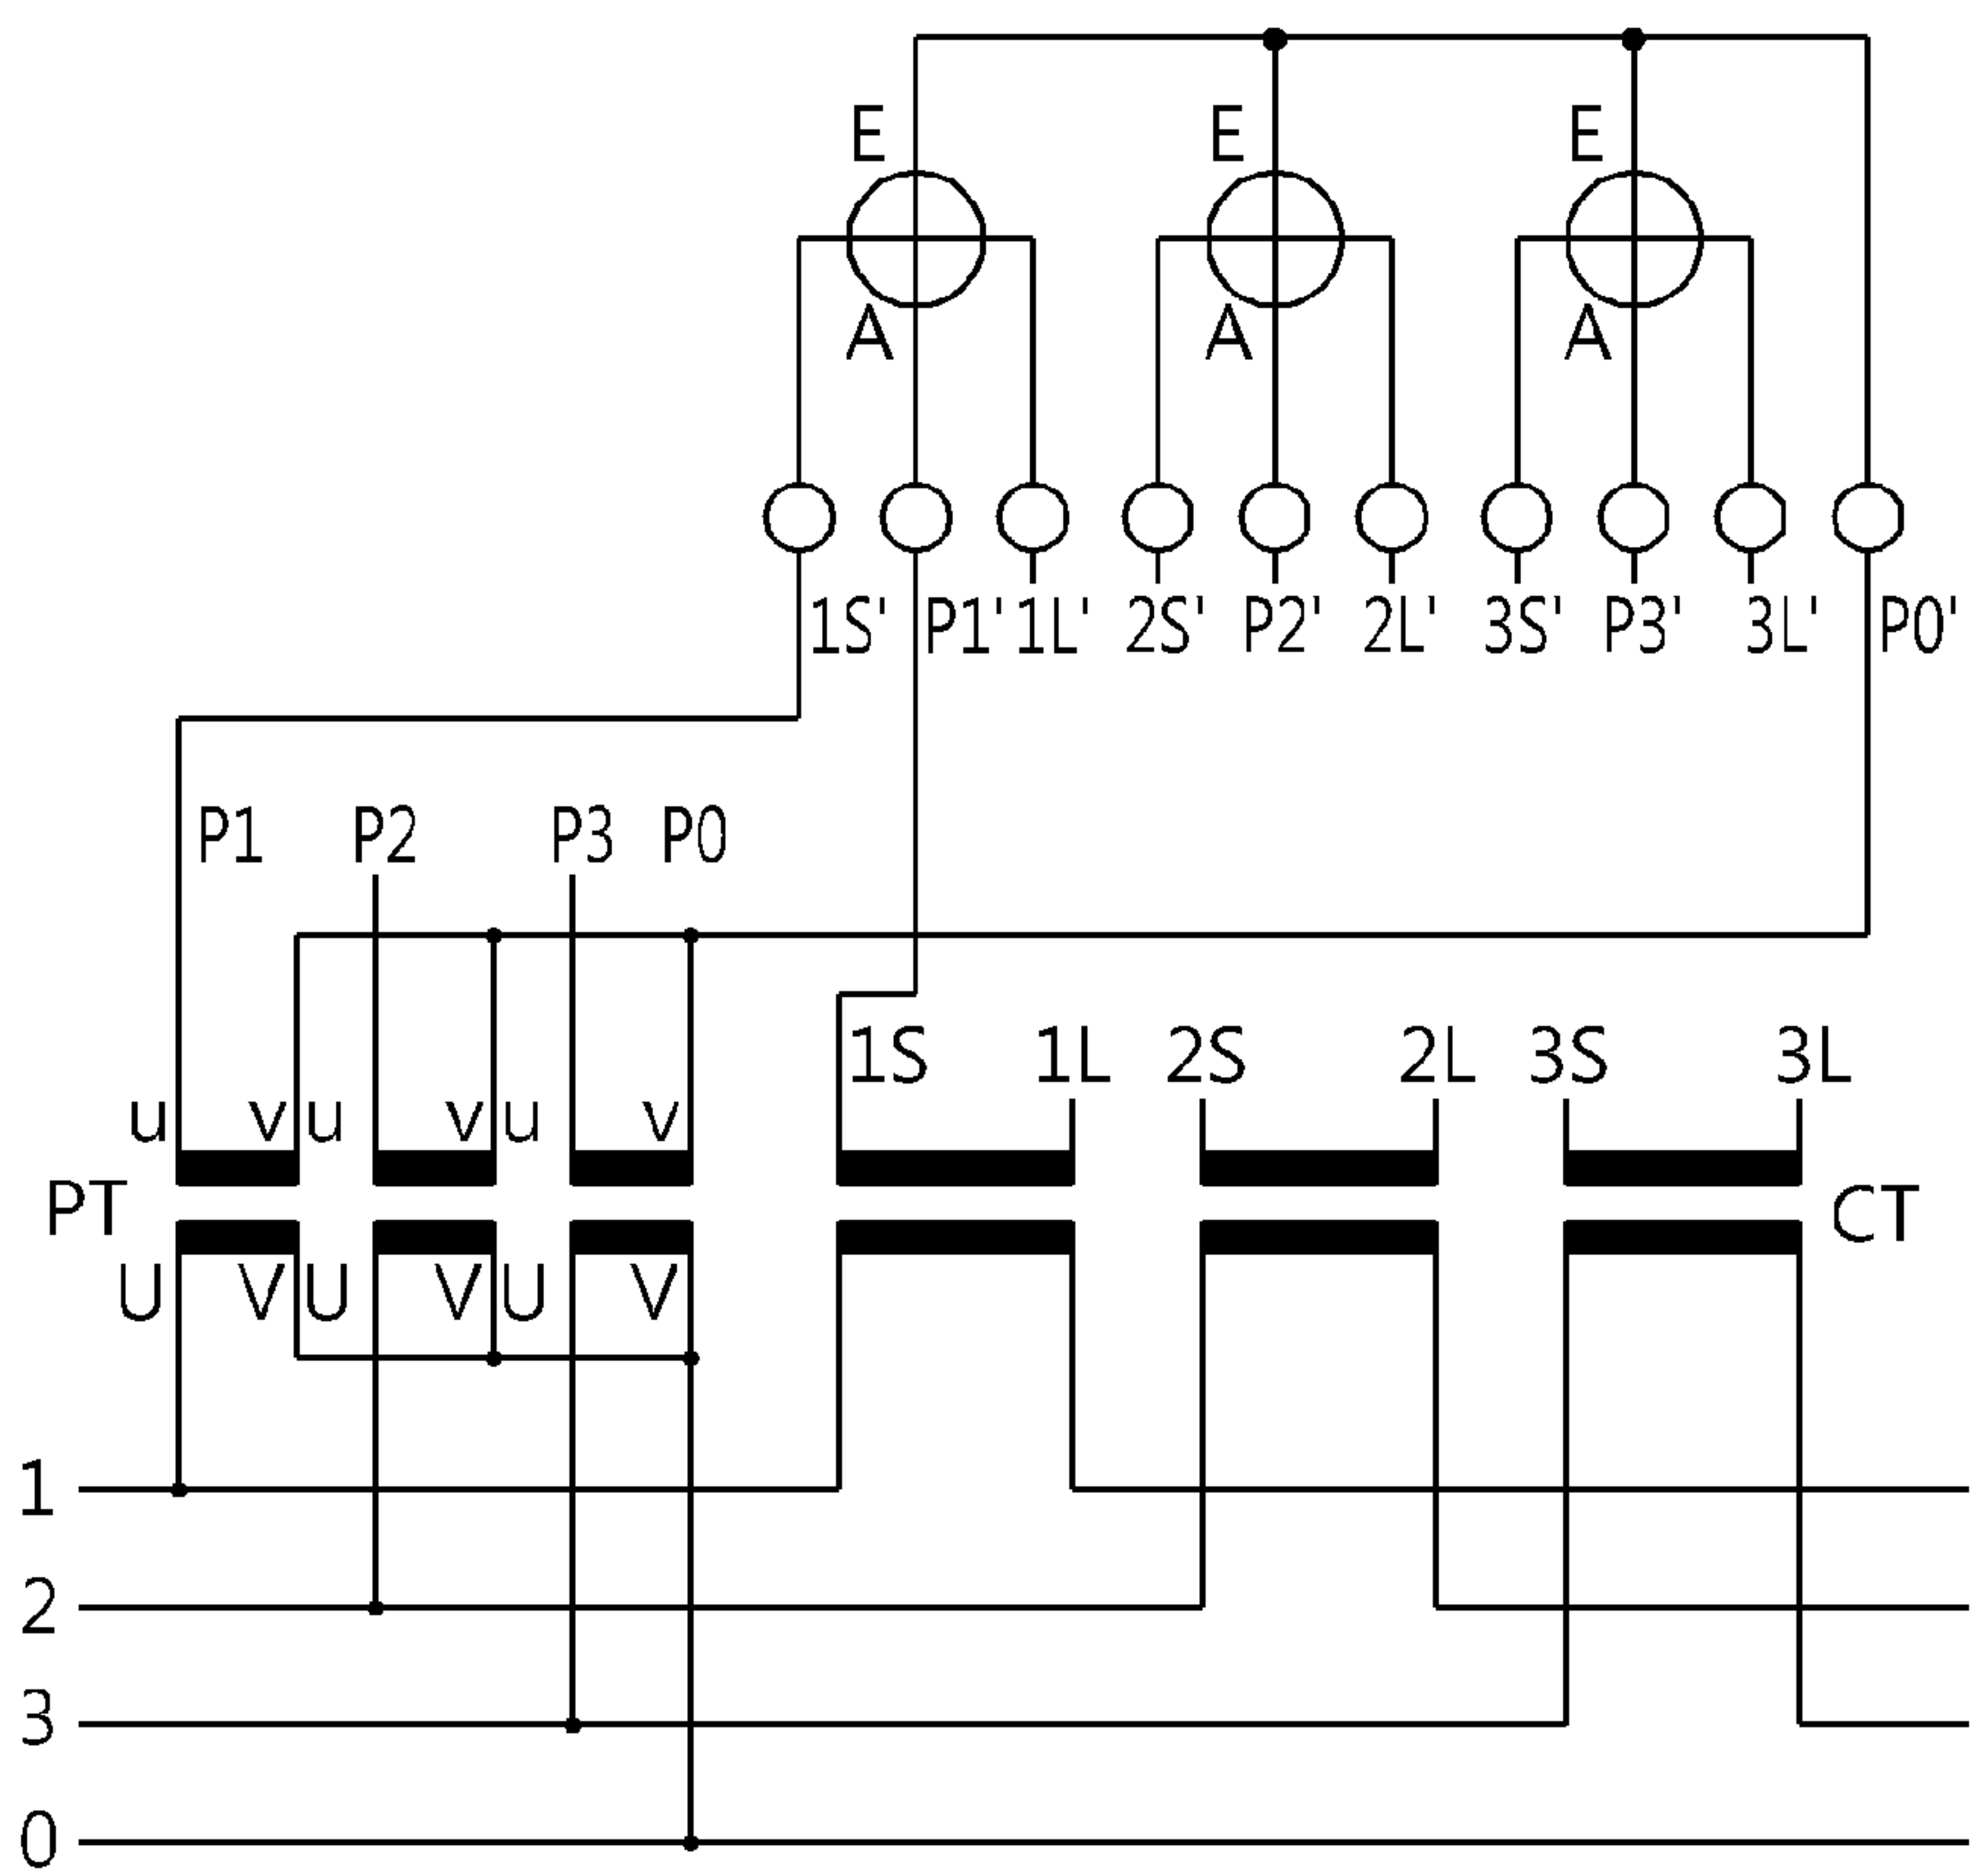 E E E
A A A
1S' P1' 1L' 2S' P2' 2L' 3S' P3' 3L' P0'
P1 P2 P3 P0
1S 1L 2S 2L 3S 3L
u v u v u v
PT CT
U V U V U V
1
2
3
0